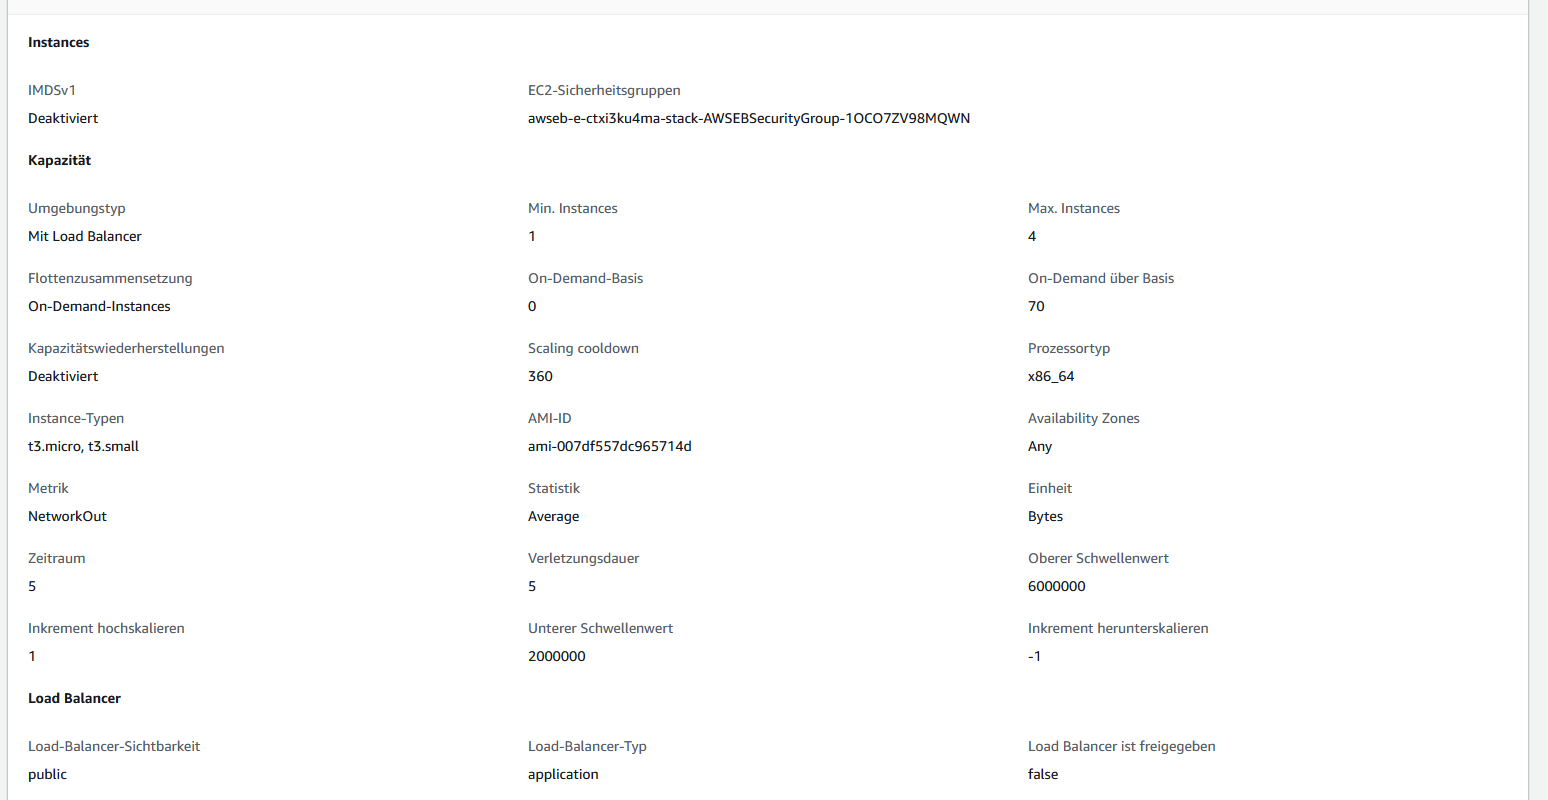 Instances
IMDSv1 EC2-Sicherheitsgruppen
Deaktiviert awseb-e-ctxi3ku4ma-stack-AWSEBSecurityGroup-1OCO7ZV98MQWN
Kapazität
Umgebungstyp Min. Instances Max. Instances
Mit Load Balancer 1 4
Flottenzusammensetzung On-Demand-Basis On-Demand über Basis
On-Demand-Instances 0 70
Kapazitätswiederherstellungen Scaling cooldown Prozessortyp
Deaktiviert 360 x86_64
Instance-Typen AMI-ID Availability Zones
t3.micro, t3.small ami-007df557dc965714d Any
Metrik Statistik Einheit
NetworkOut Average Bytes
Zeitraum Verletzungsdauer Oberer Schwellenwert
5 5 6000000
Inkrement hochskalieren Unterer Schwellenwert Inkrement herunterskalieren
1 2000000 -1
Load Balancer
Load-Balancer-Sichtbarkeit Load-Balancer-Typ Load Balancer ist freigegeben
public application false